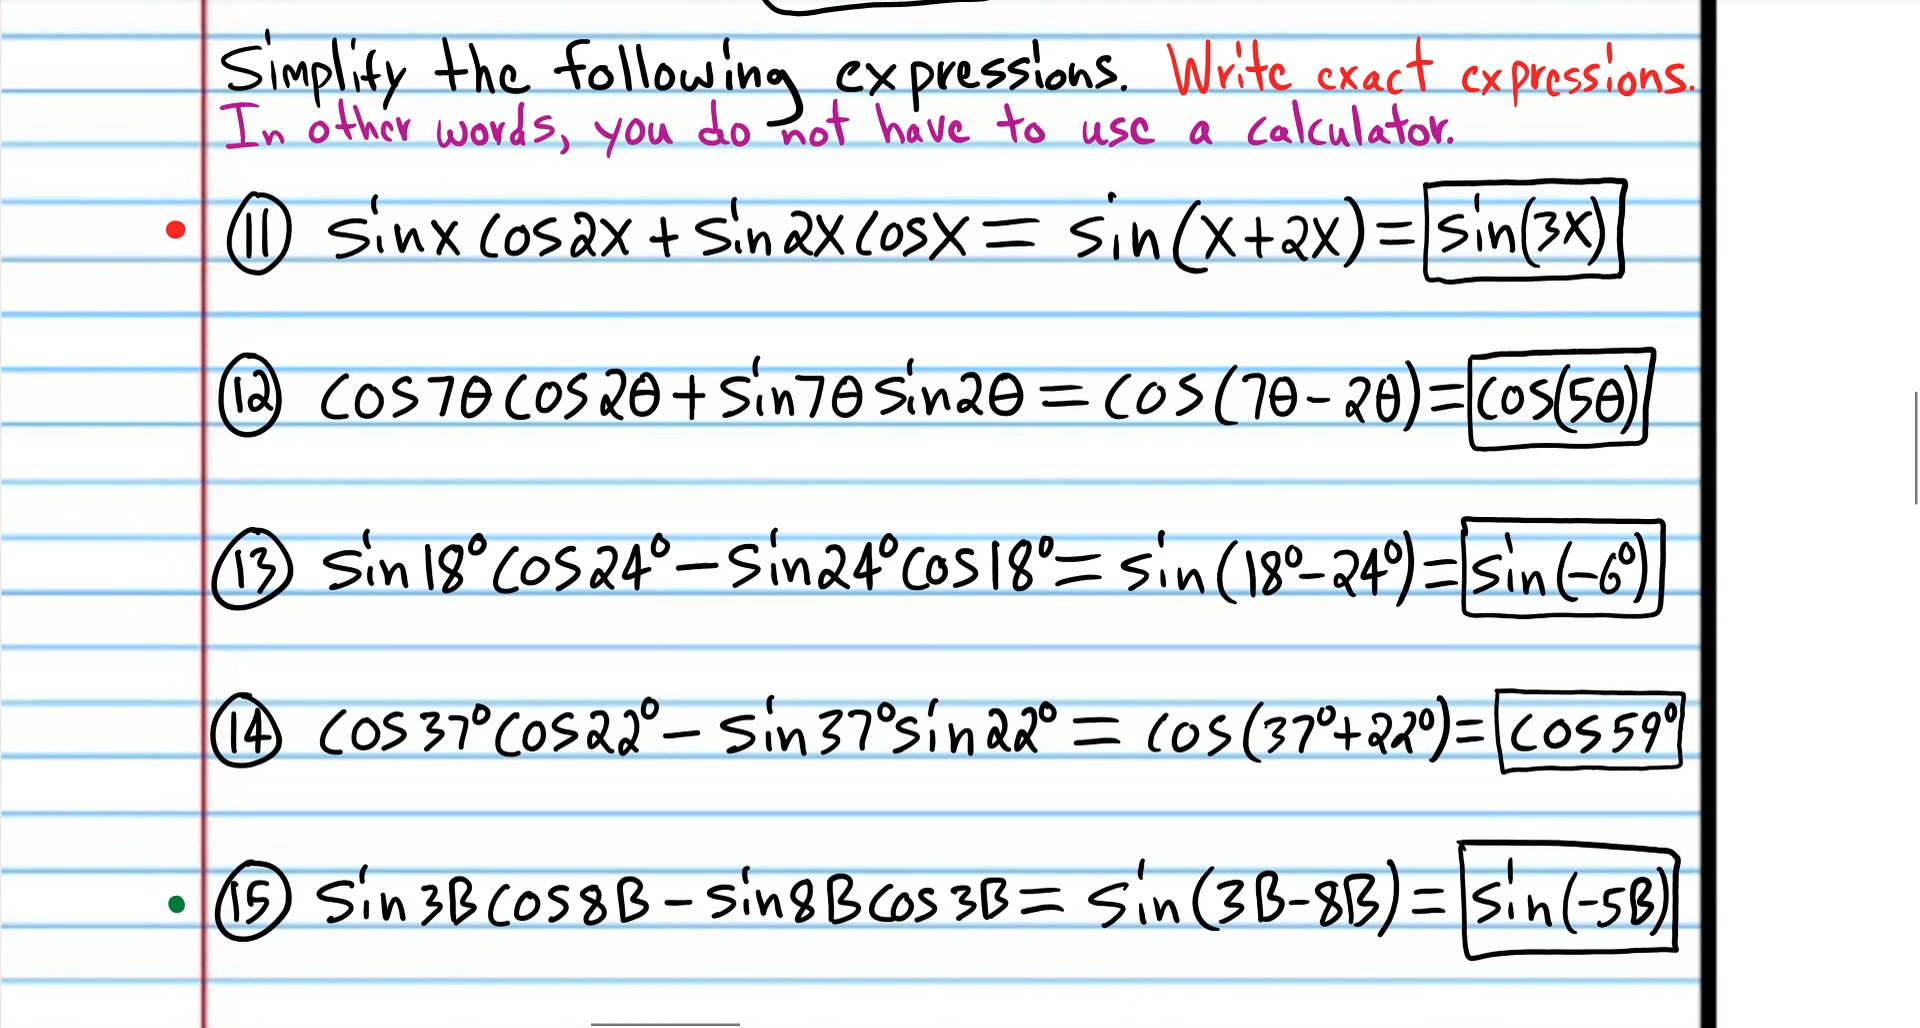 Simplify the following expressions. Write exact expressions.
In other words, you do not have to use a calculator.
⑪ sinx cos2x + sin2x cosx = sin(x+2x) = sin(3x)
⑫ cos7θ cos2θ + sin7θ sin2θ = cos(7θ-2θ) = cos(5θ)
⑬ sin18° cos24° - sin24° cos18° = sin(18°-24°) = sin(-6°)
⑭ cos37° cos22° - sin37° sin22° = cos(37°+22°) = cos59°
⑮ sin3B cos8B - sin8B cos3B = sin(3B-8B) = sin(-5B)